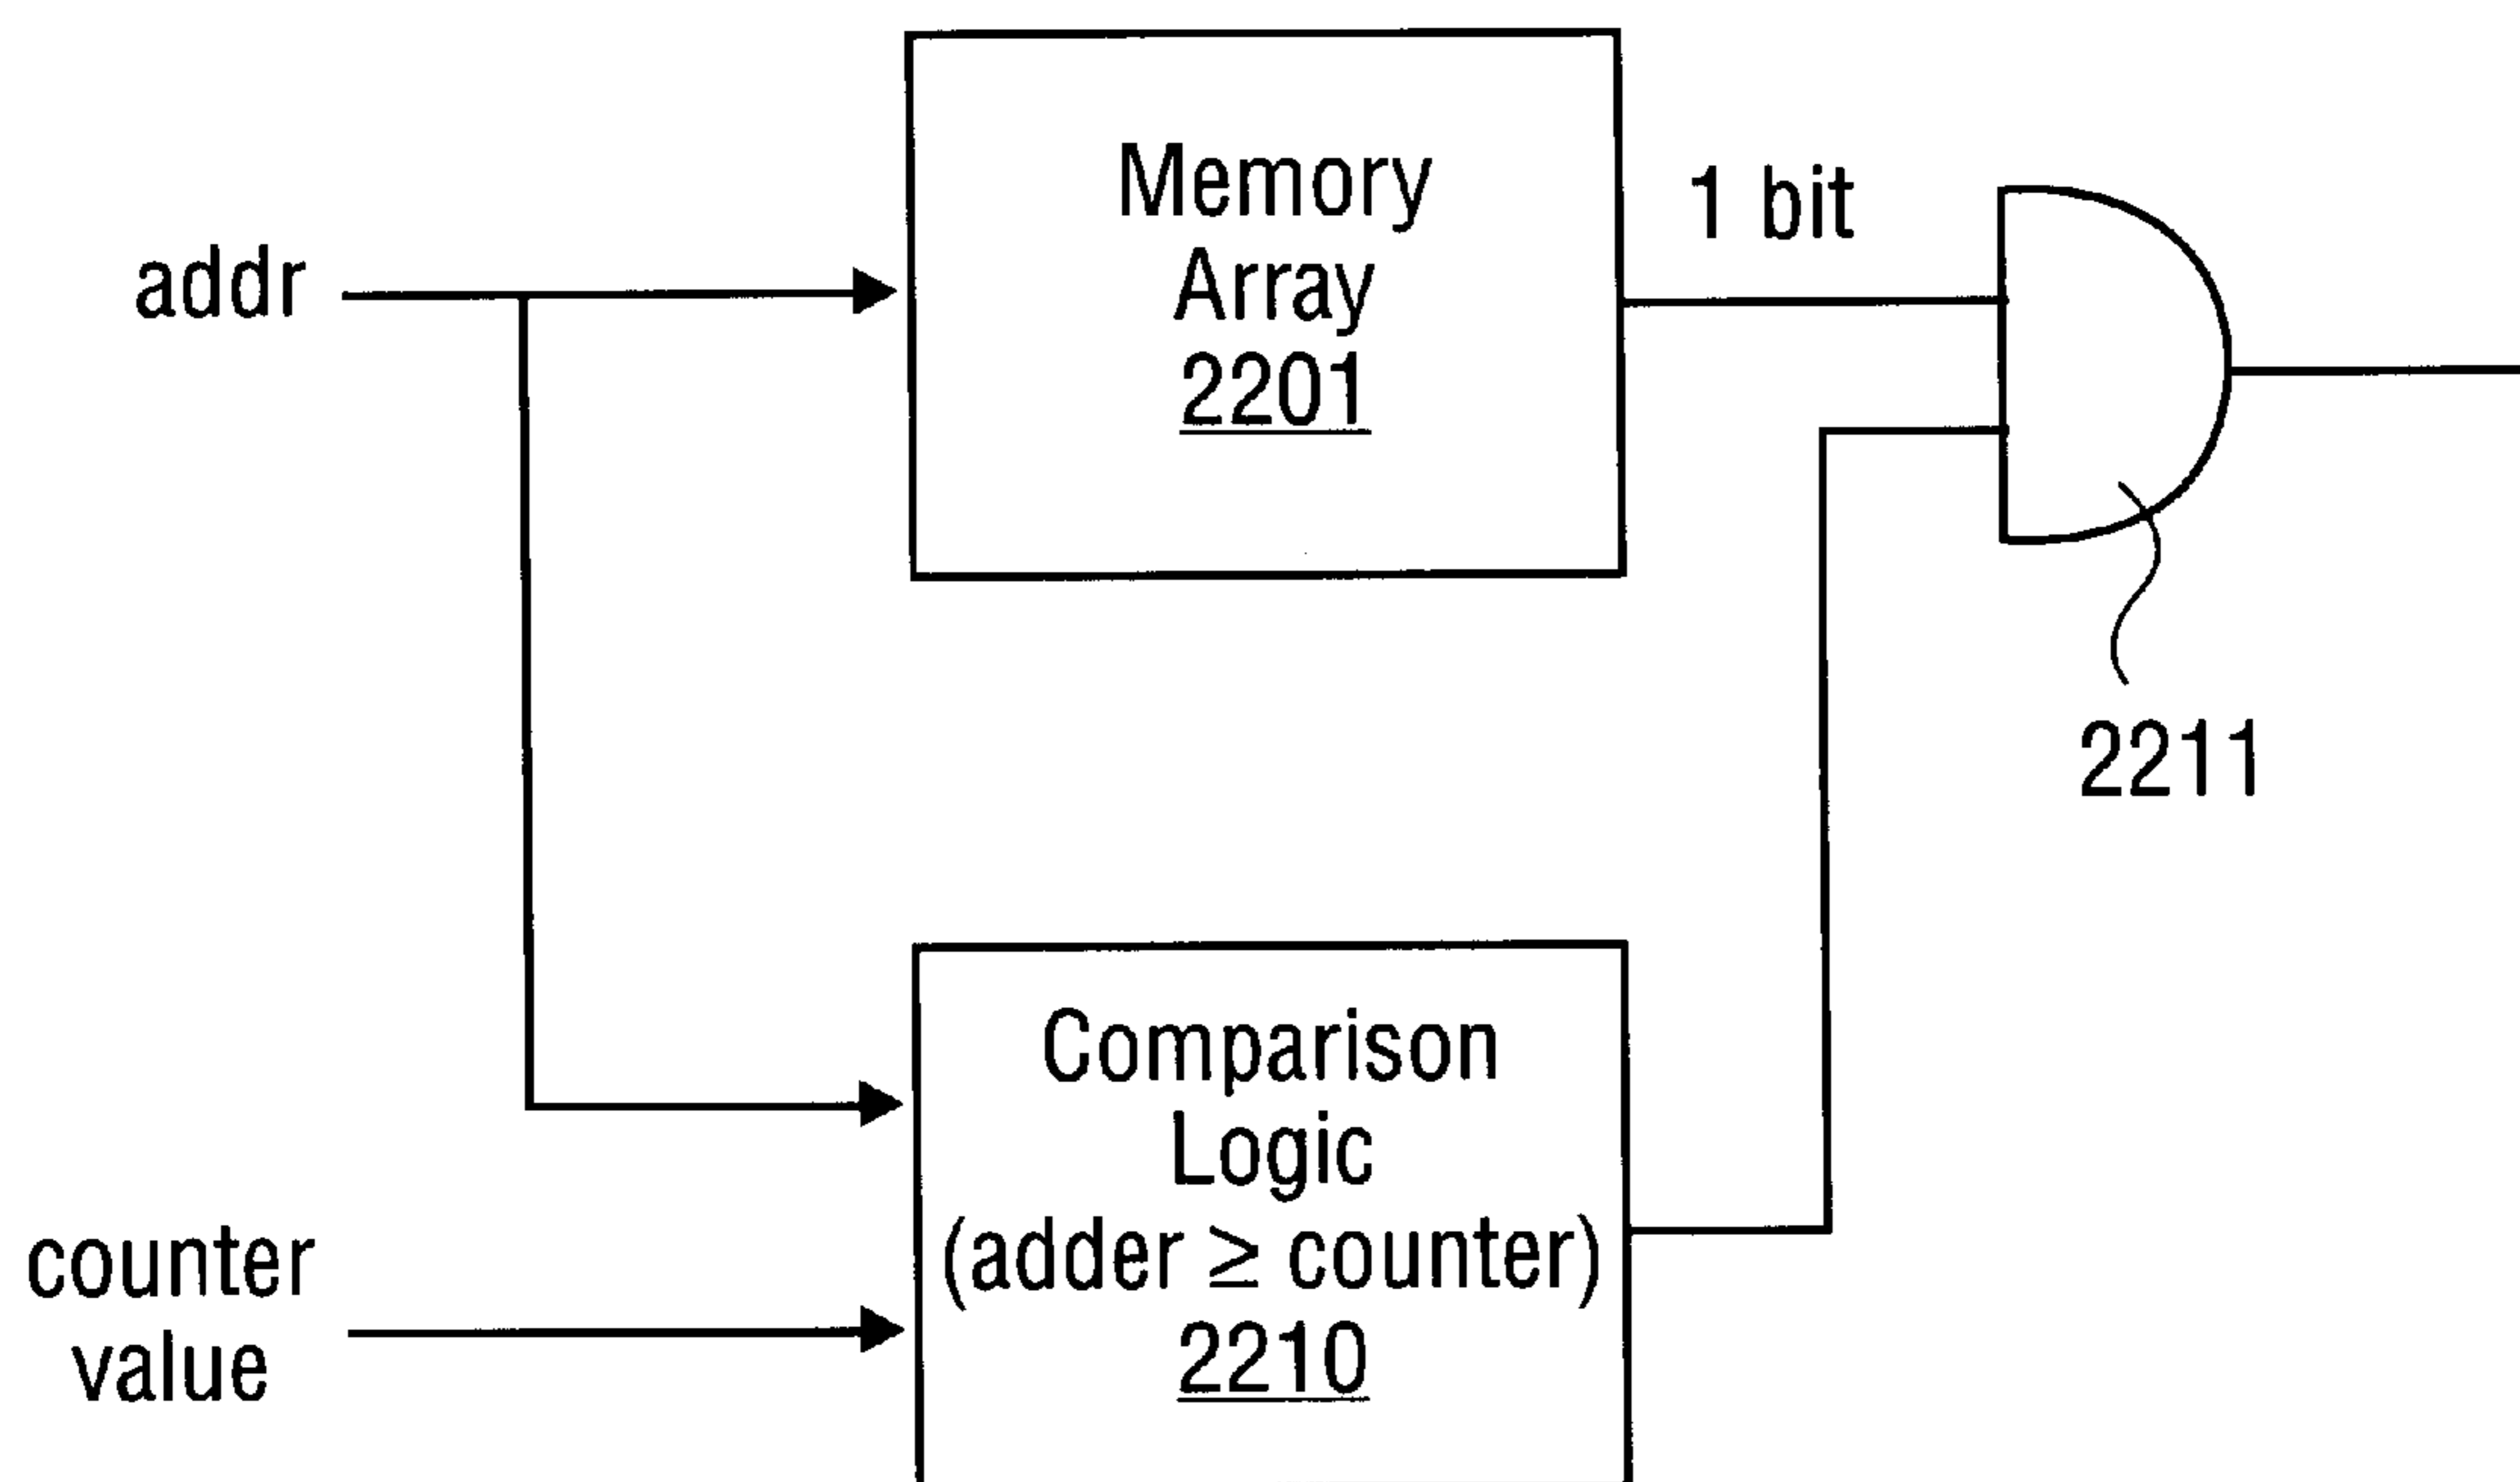 addr
Memory
Array
2201
1 bit
2211
Comparison
Logic
(adder ≥ counter)
2210
counter
value